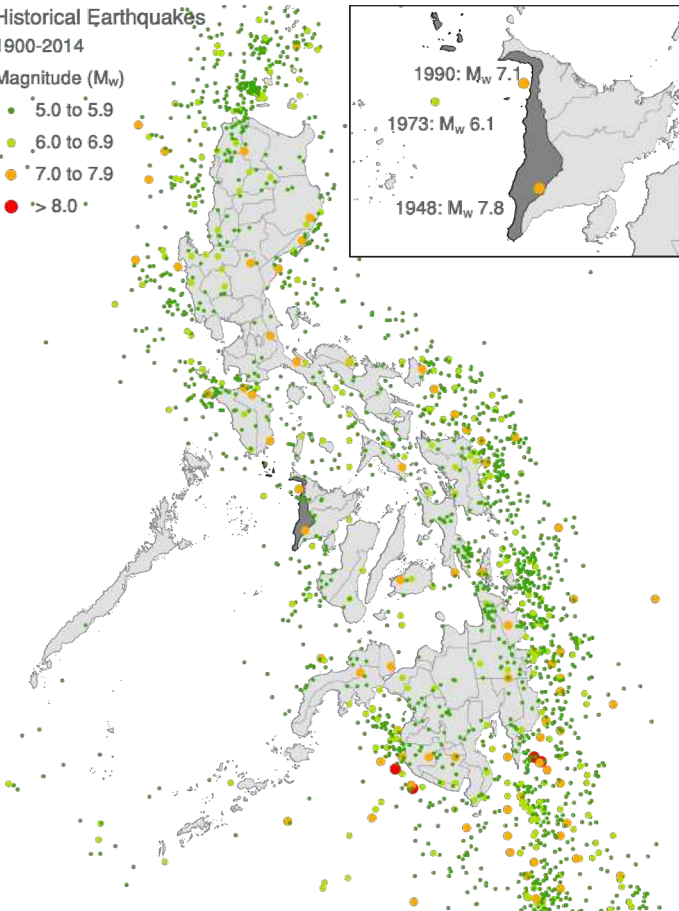 Historical Earthquakes
1900-2014
Magnitude (Mw)
5.0 to 5.9
6.0 to 6.9
7.0 to 7.9
> 8.0
1990: Mw 7.1
1973: Mw 6.1
1948: Mw 7.8